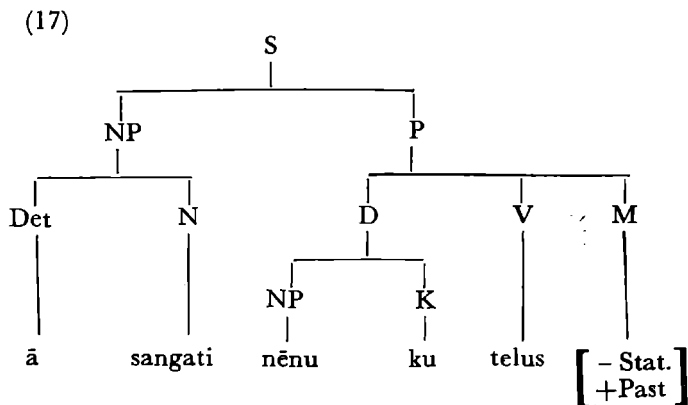 (17)
S
NP P
Det N D V M
NP K
ā sangati nēnu ku telus [ - Stat.
+Past ]